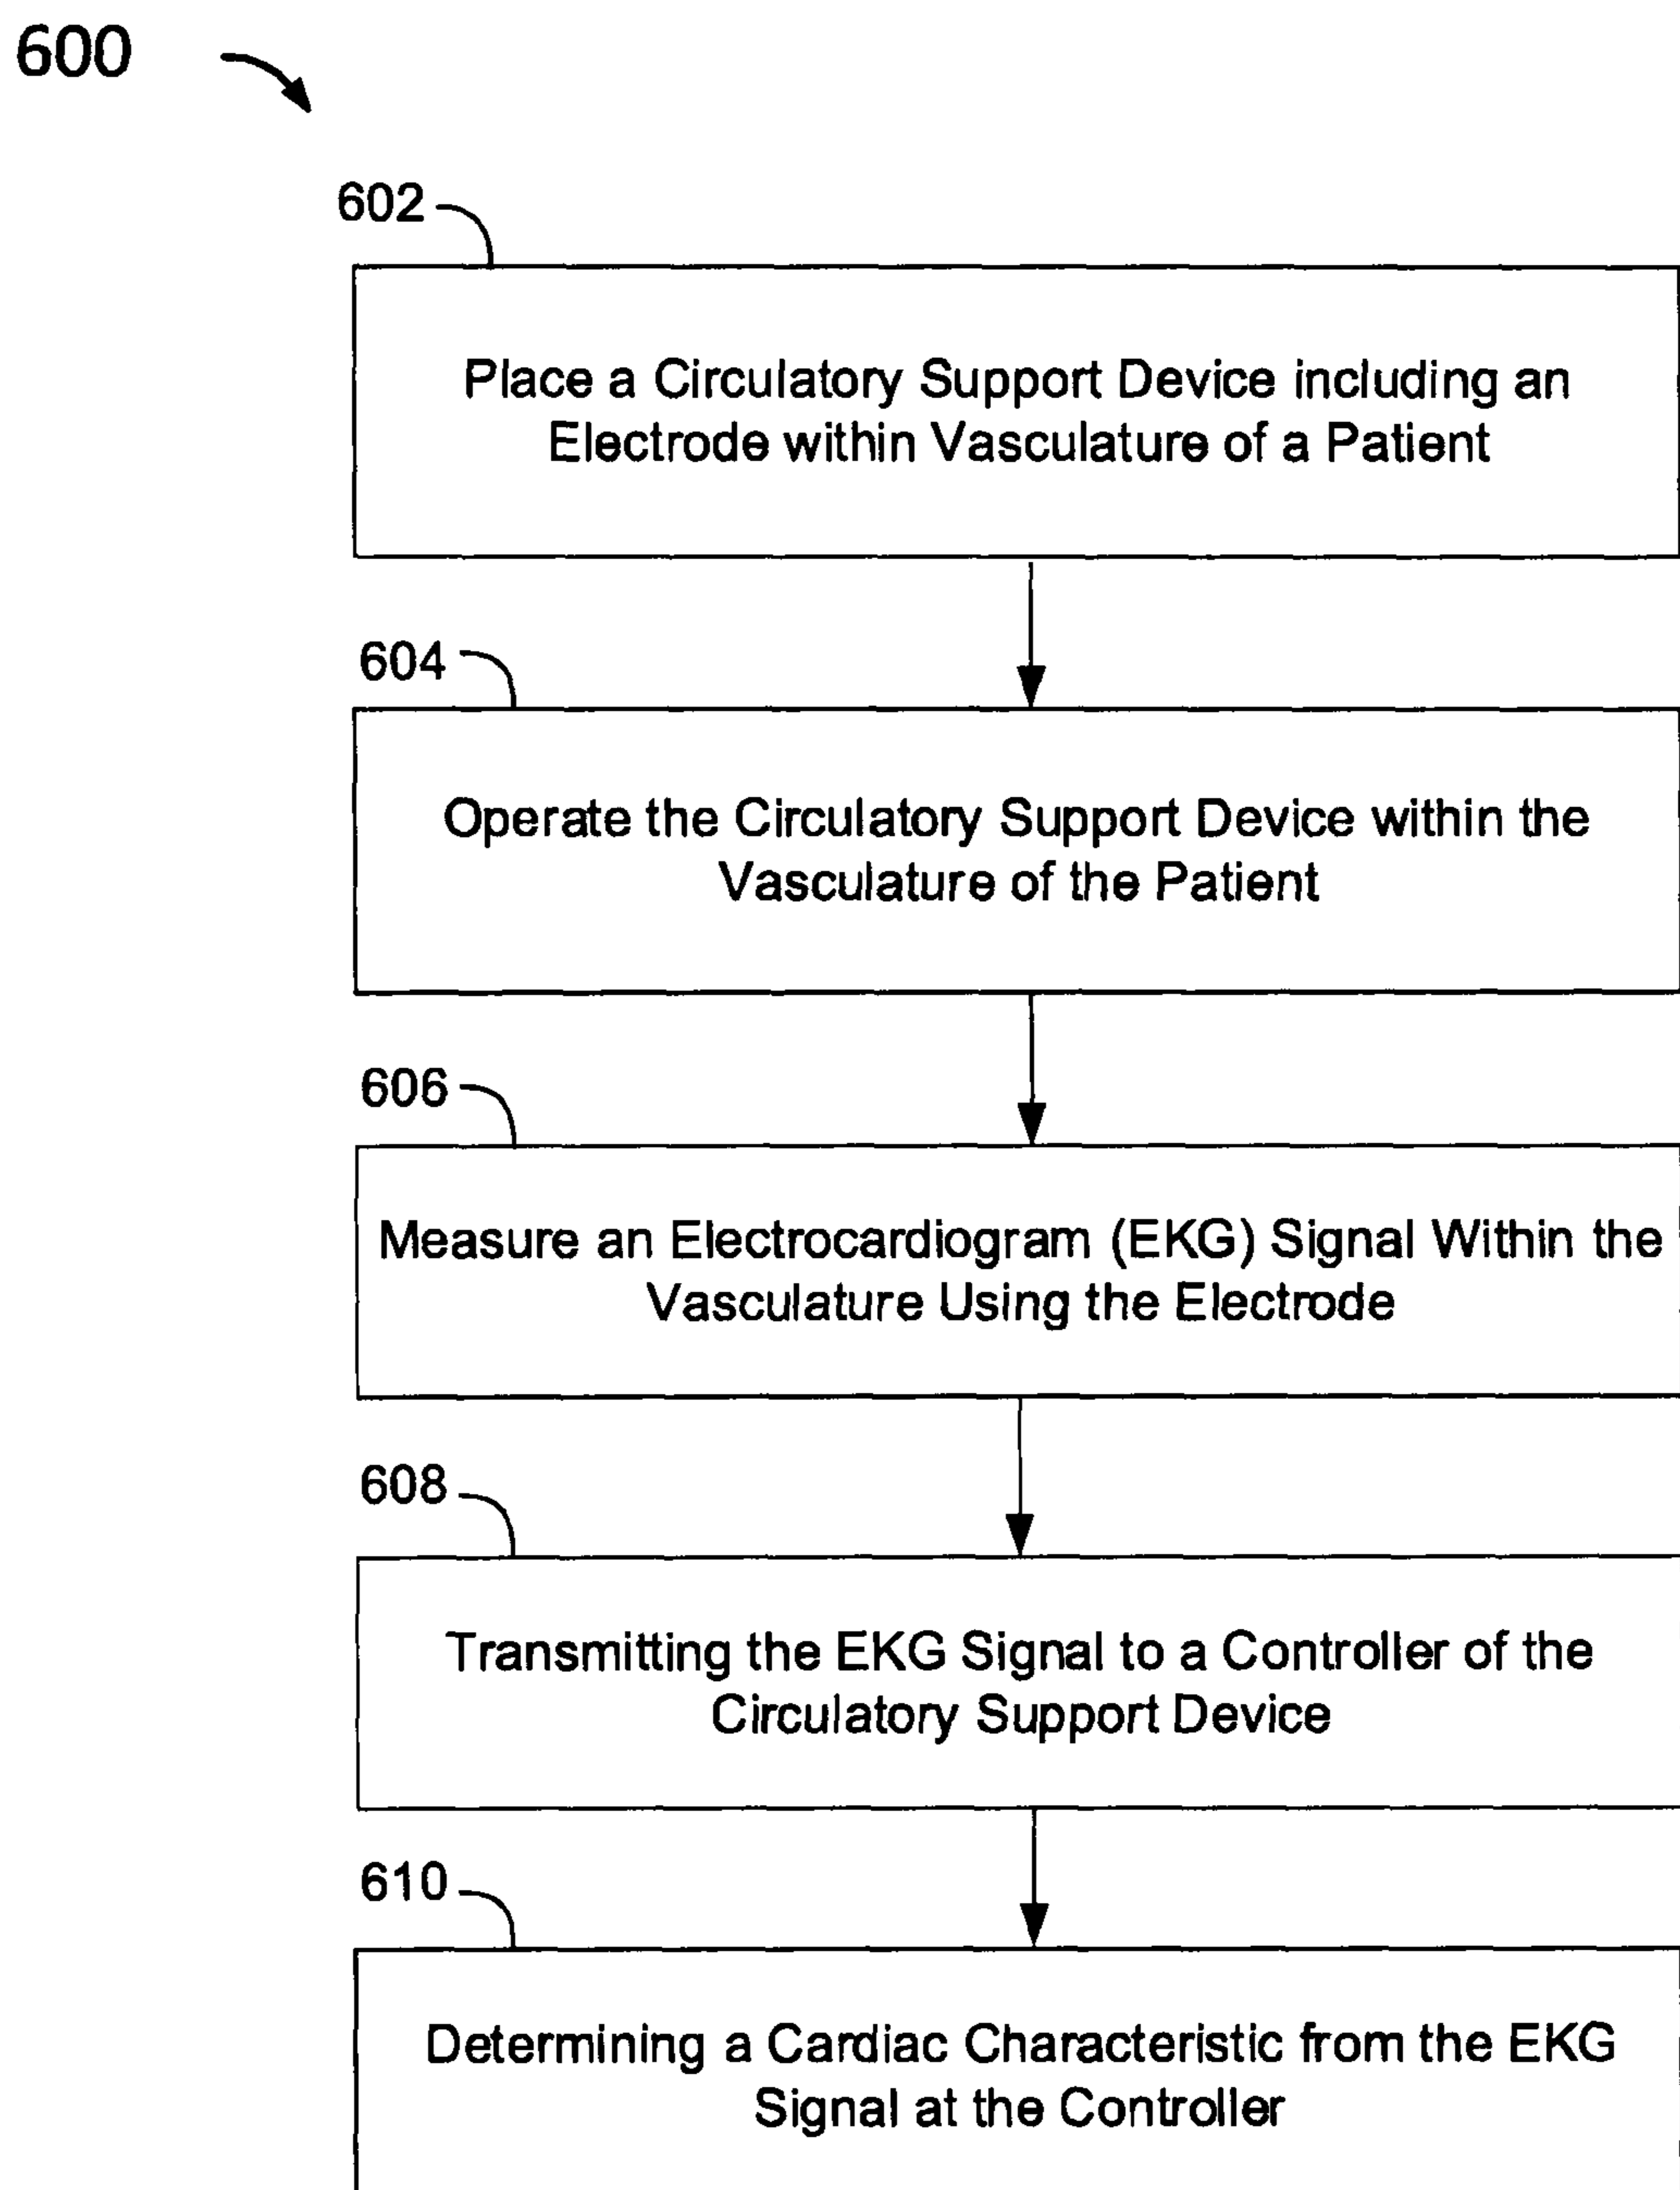 600
602
Place a Circulatory Support Device including an
Electrode within Vasculature of a Patient
604
Operate the Circulatory Support Device within the
Vasculature of the Patient
606
Measure an Electrocardiogram (EKG) Signal Within the
Vasculature Using the Electrode
608
Transmitting the EKG Signal to a Controller of the
Circulatory Support Device
610
Determining a Cardiac Characteristic from the EKG
Signal at the Controller